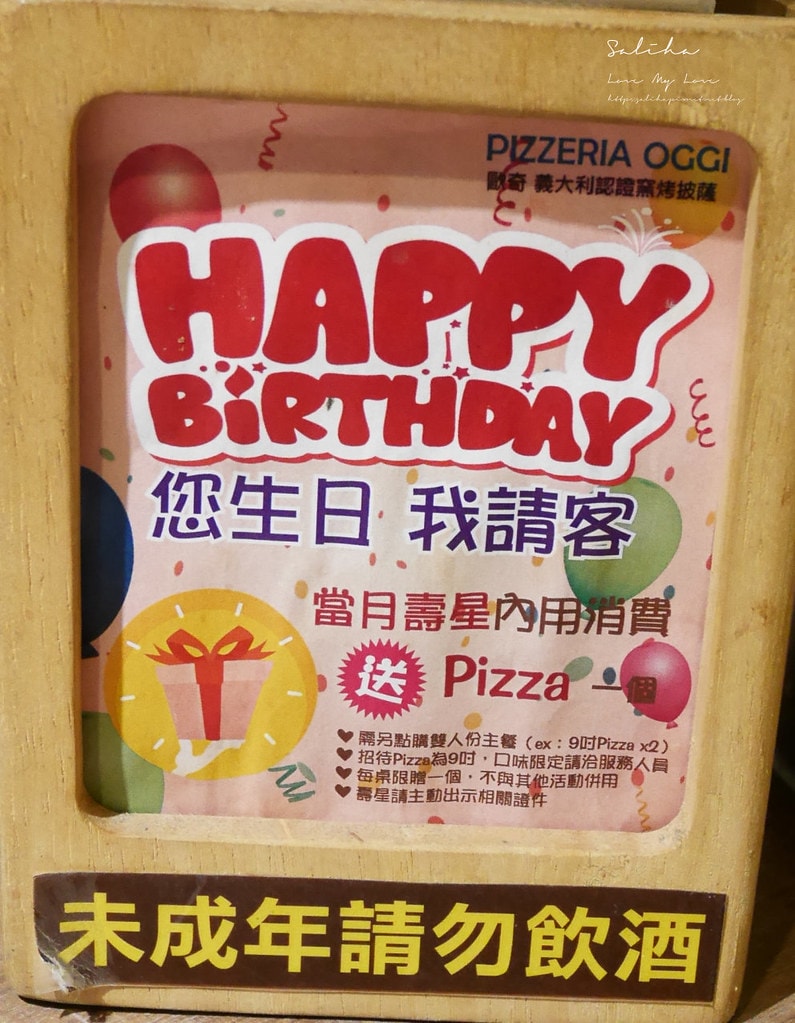 Saliha
Love My Love
PIZZERIA OGGI
歐奇 義大利認證窯烤披薩
HAPPY
BiRTHDAY
您生日 我請客
當月壽星內用消費
送 Pizza 一個
需另點購雙人份主餐（ex：9吋Pizza x2）
招待Pizza為9吋，口味限定請洽服務人員
每桌限贈一個，不與其他活動併用
壽星請主動出示相關證件
未成年請勿飲酒